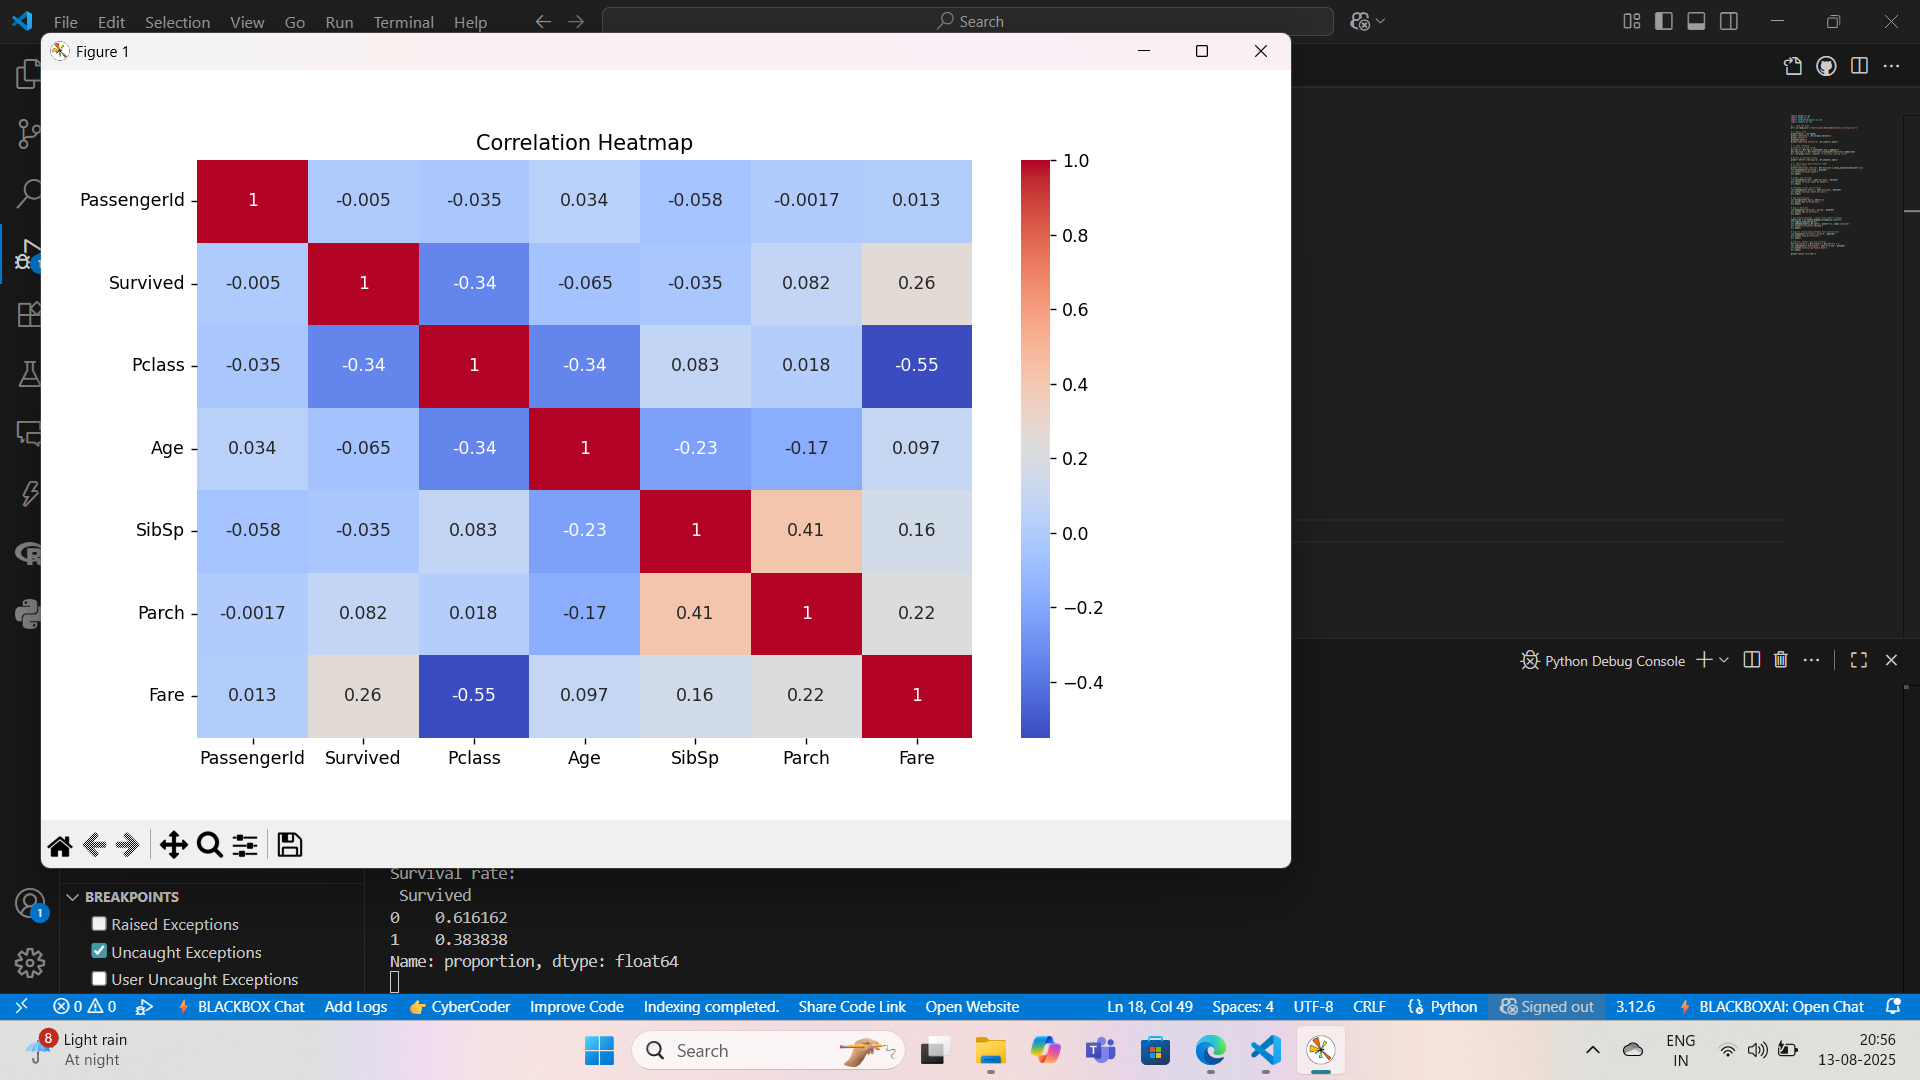 File Edit Selection View Go Run Terminal Help
Search
Figure 1
Correlation Heatmap
PassengerId 1 -0.005 -0.035 0.034 -0.058 -0.0017 0.013
Survived -0.005 1 -0.34 -0.065 -0.035 0.082 0.26
Pclass -0.035 -0.34 1 -0.34 0.083 0.018 -0.55
Age 0.034 -0.065 -0.34 1 -0.23 -0.17 0.097
SibSp -0.058 -0.035 0.083 -0.23 1 0.41 0.16
Parch -0.0017 0.082 0.018 -0.17 0.41 1 0.22
Fare 0.013 0.26 -0.55 0.097 0.16 0.22 1
PassengerId Survived Pclass Age SibSp Parch Fare
1.0
0.8
0.6
0.4
0.2
0.0
−0.2
−0.4
Python Debug Console
Survival rate:
Survived
0 0.616162
1 0.383838
Name: proportion, dtype: float64
1
BREAKPOINTS
Raised Exceptions
Uncaught Exceptions
User Uncaught Exceptions
0 0 BLACKBOX Chat Add Logs CyberCoder Improve Code Indexing completed. Share Code Link Open Website Ln 18, Col 49 Spaces: 4 UTF-8 CRLF Python Signed out 3.12.6 BLACKBOXAI: Open Chat
8
Light rain
At night
Search
ENG
IN
20:56
13-08-2025